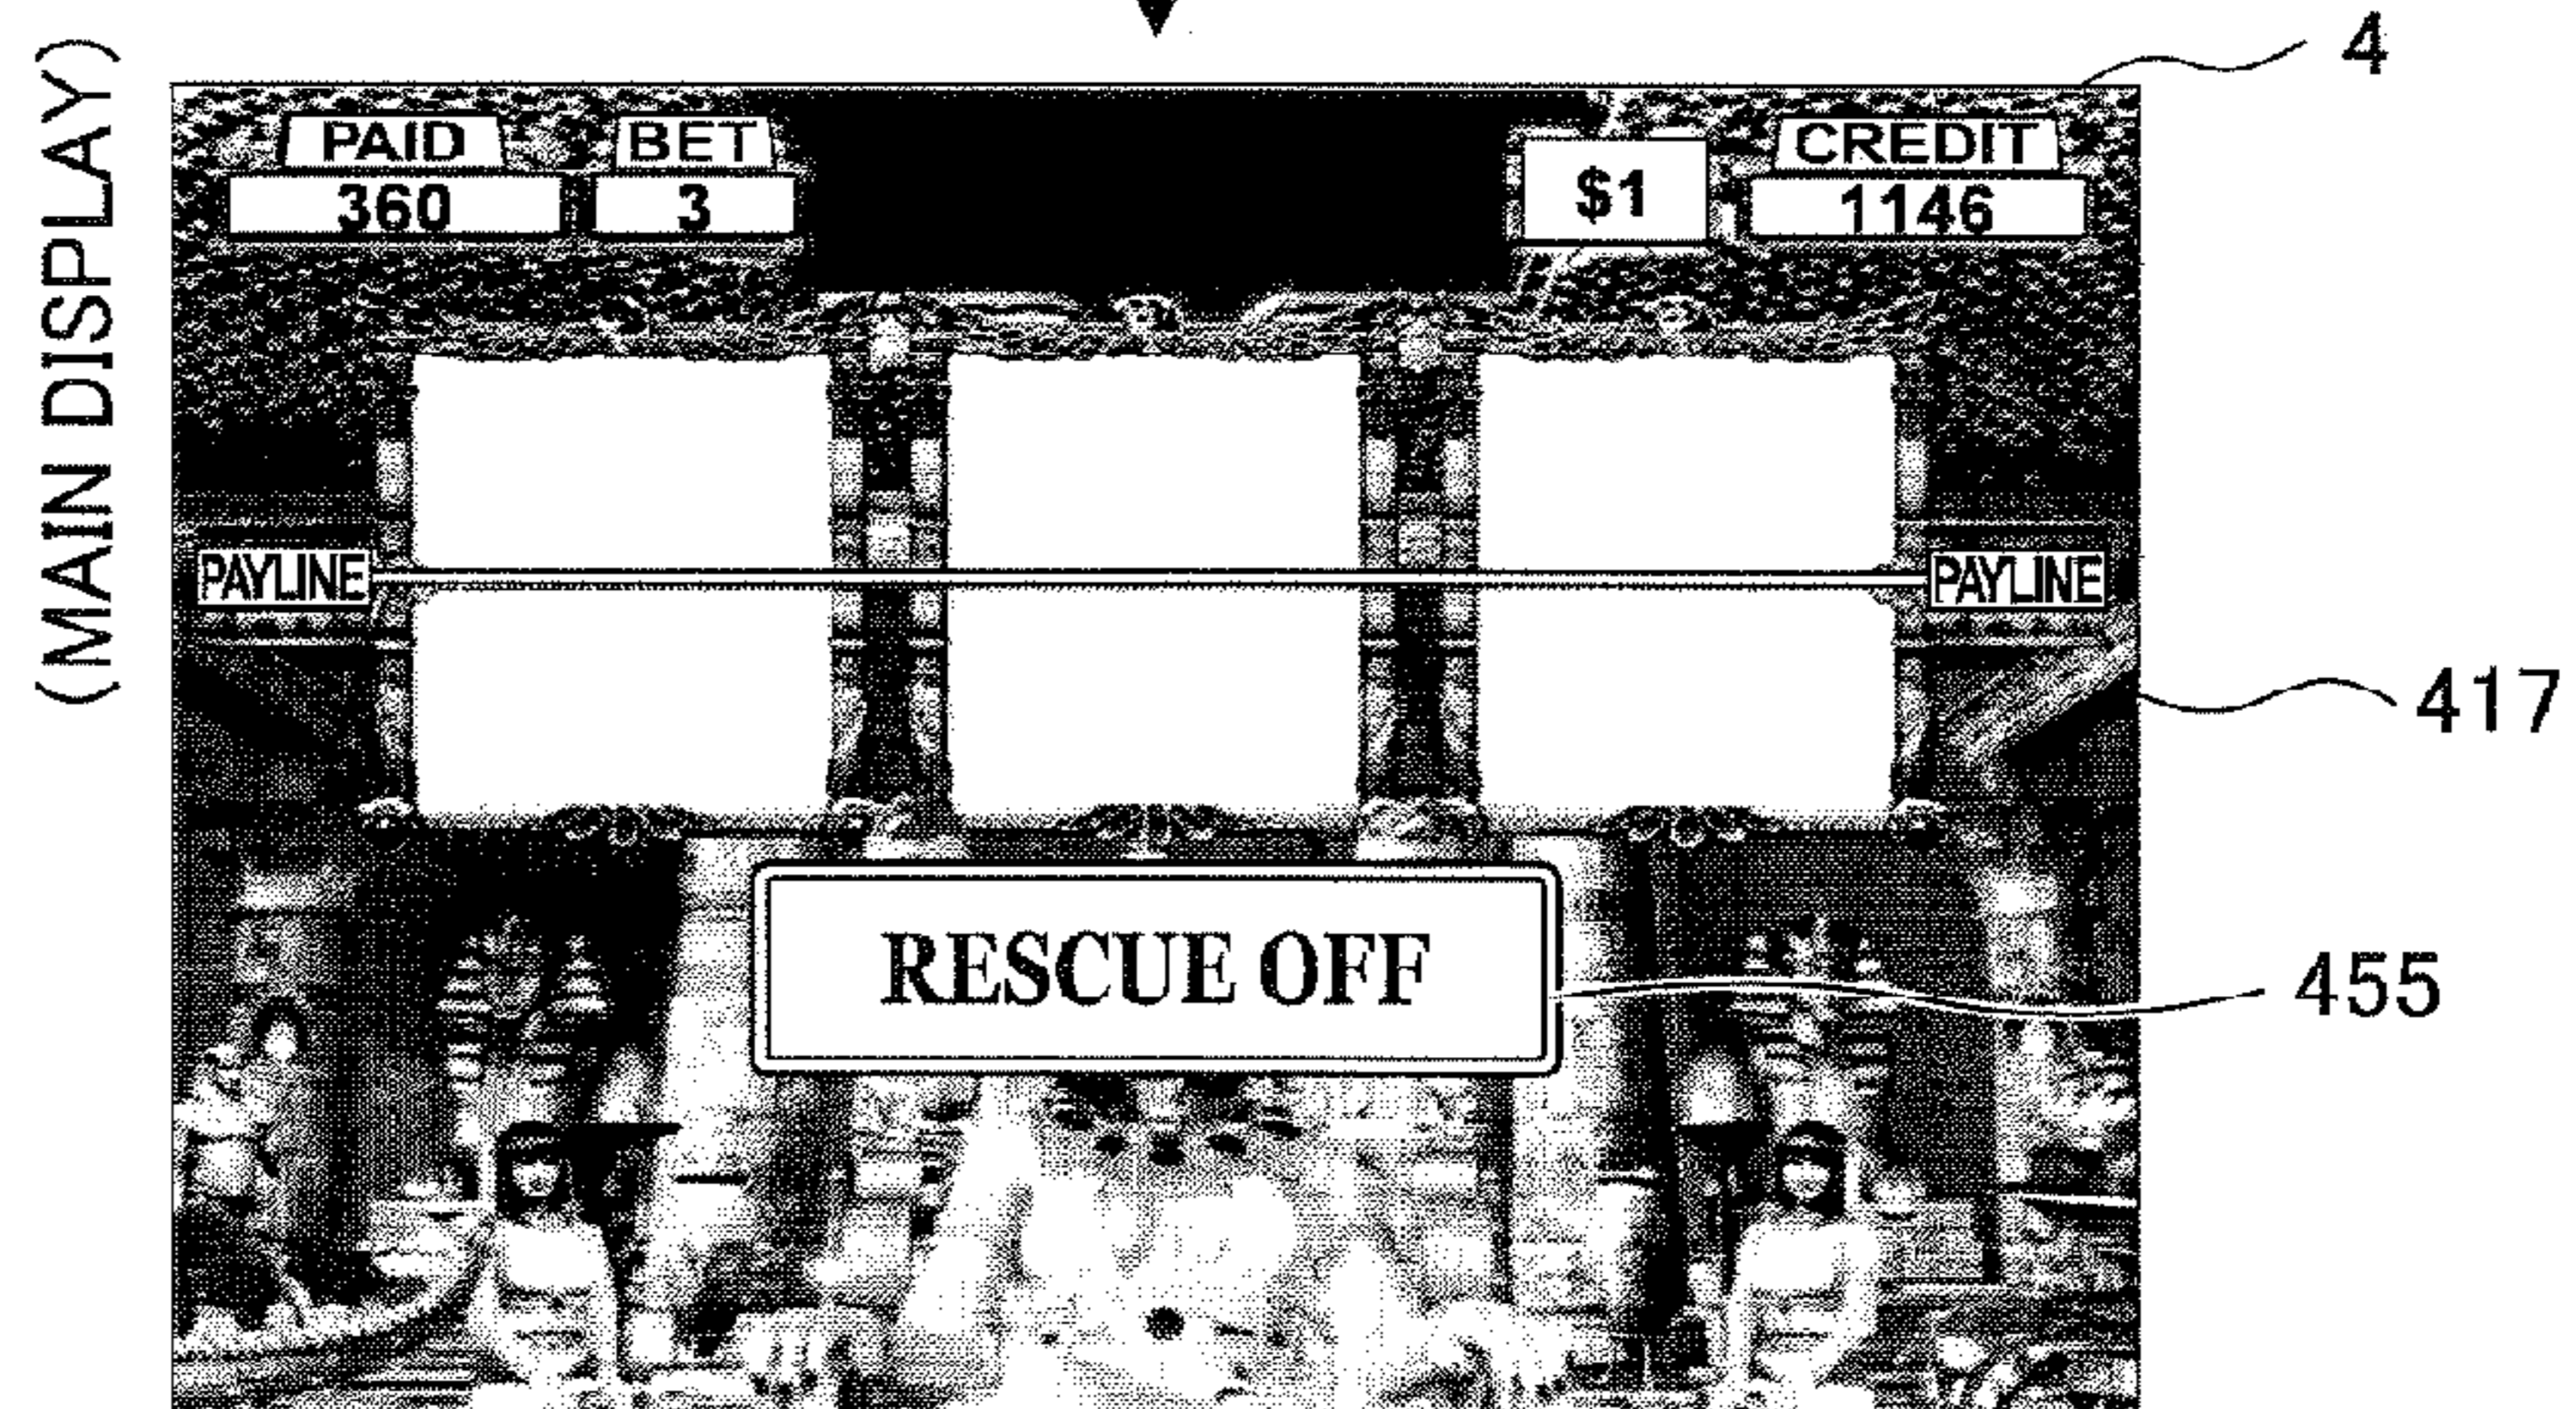 (MAIN DISPLAY)
4
PAID
BET
CREDIT
360
3
$1
1146
PAYLINE
PAYLINE
417
RESCUE OFF
455